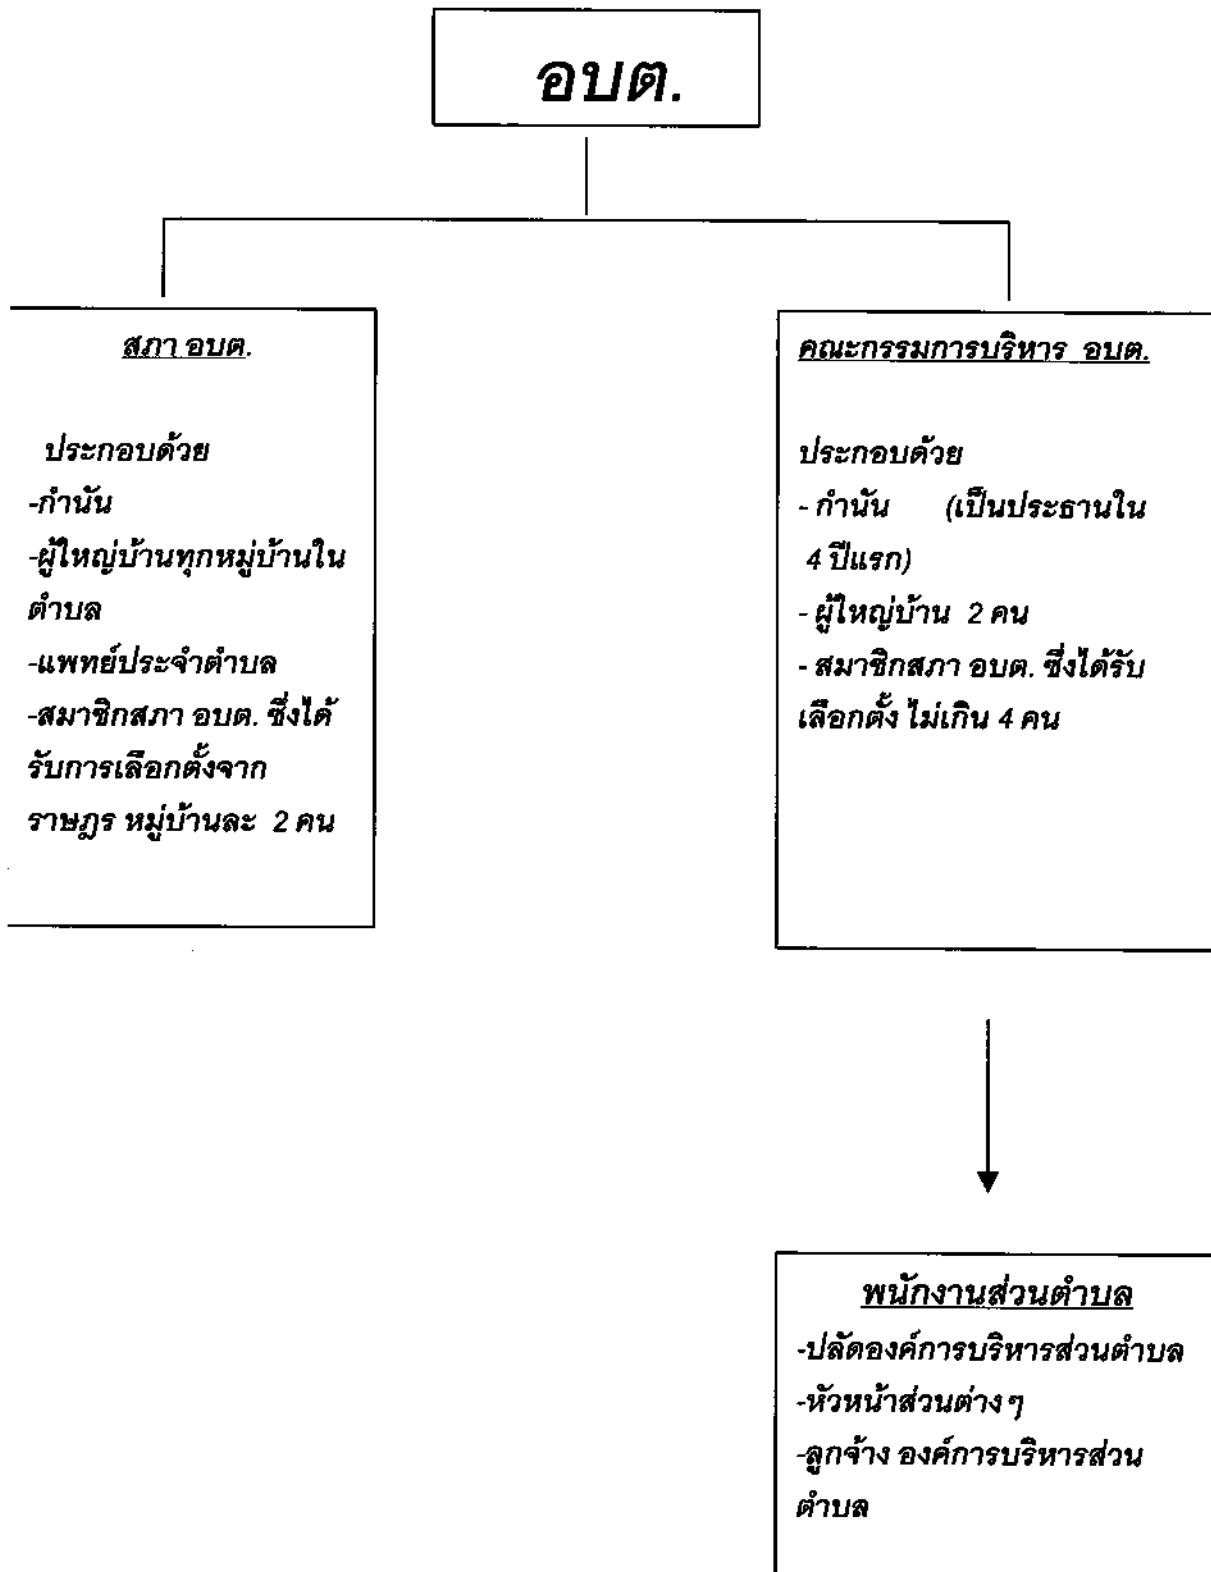 อบต.
สภา อบต.
ประกอบด้วย
-กำนัน
-ผู้ใหญ่บ้านทุกหมู่บ้านใน
ตำบล
-แพทย์ประจำตำบล
-สมาชิกสภา อบต. ซึ่งได้
รับการเลือกตั้งจาก
ราษฎร หมู่บ้านละ 2 คน
คณะกรรมการบริหาร อบต.
ประกอบด้วย
- กำนัน (เป็นประธานใน
4 ปีแรก)
- ผู้ใหญ่บ้าน 2 คน
- สมาชิกสภา อบต. ซึ่งได้รับ
เลือกตั้ง ไม่เกิน 4 คน
พนักงานส่วนตำบล
-ปลัดองค์การบริหารส่วนตำบล
-หัวหน้าส่วนต่างๆ
-ลูกจ้าง องค์การบริหารส่วน
ตำบล